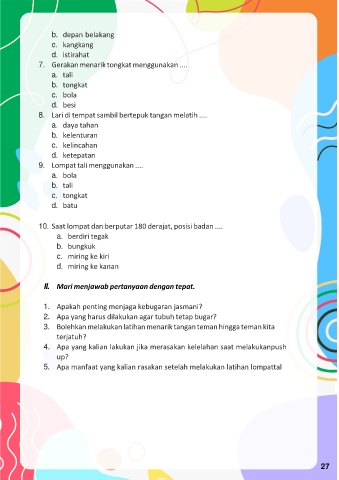 b. depan belakang
c. kangkang
d. istirahat
7. Gerakan menarik tongkat menggunakan ....
a. tali
b. tongkat
c. bola
d. besi
8. Lari di tempat sambil bertepuk tangan melatih ....
a. daya tahan
b. kelenturan
c. kelincahan
d. ketepatan
9. Lompat tali menggunakan ....
a. bola
b. tali
c. tongkat
d. batu
10. Saat lompat dan berputar 180 derajat, posisi badan ....
a. berdiri tegak
b. bungkuk
c. miring ke kiri
d. miring ke kanan
II. Mari menjawab pertanyaan dengan tepat.
1. Apakah penting menjaga kebugaran jasmani?
2. Apa yang harus dilakukan agar tubuh tetap bugar?
3. Bolehkan melakukan latihan menarik tangan teman hingga teman kita
terjatuh?
4. Apa yang kalian lakukan jika merasakan kelelahan saat melakukanpush
up?
5. Apa manfaat yang kalian rasakan setelah melakukan latihan lompattal
27